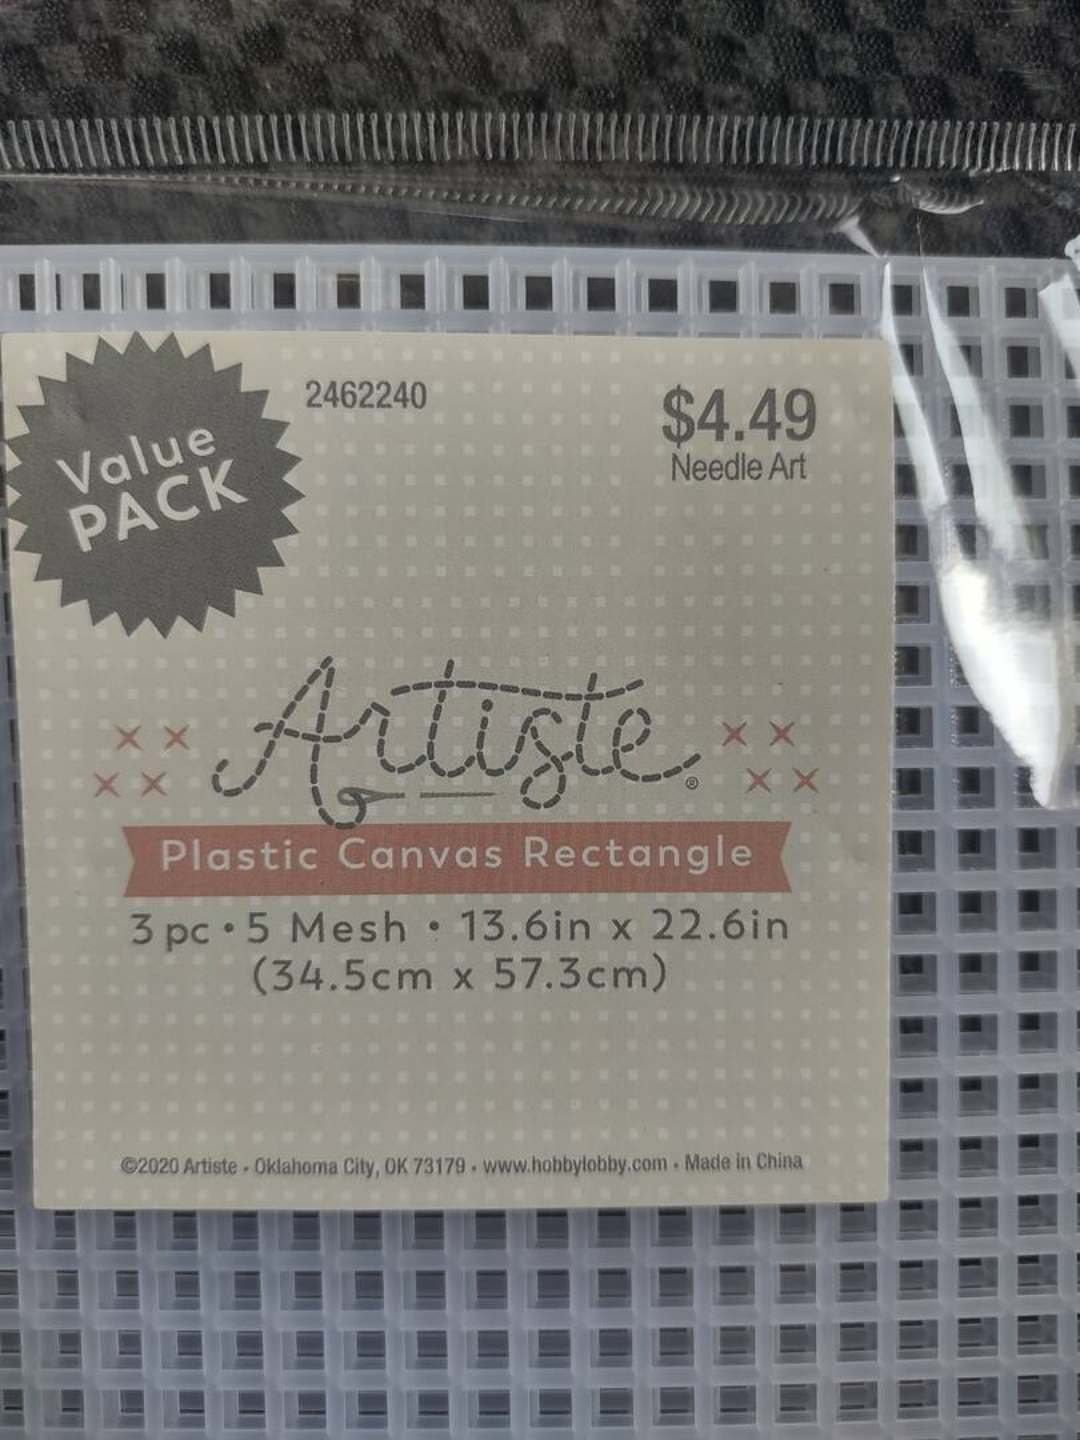 Value
PACK
2462240
$4.49
Needle Art
Artiste®
Plastic Canvas Rectangle
3 pc • 5 Mesh • 13.6in x 22.6in
(34.5cm x 57.3cm)
©2020 Artiste • Oklahoma City, OK 73179 • www.hobbylobby.com • Made in China